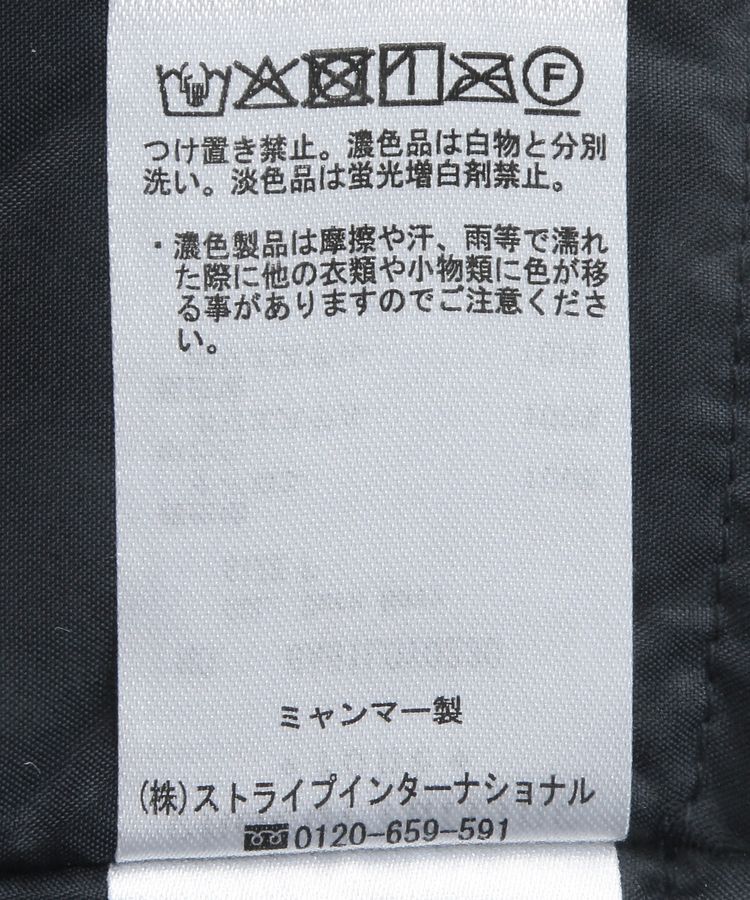 F
つけ置き禁止。濃色品は白物と分別
洗い。淡色品は蛍光増白剤禁止。
・濃色製品は摩擦や汗、雨等で濡れ
た際に他の衣類や小物類に色が移
る事がありますのでご注意くださ
い。
ミャンマー製
(株)ストライプインターナショナル
0120-659-591